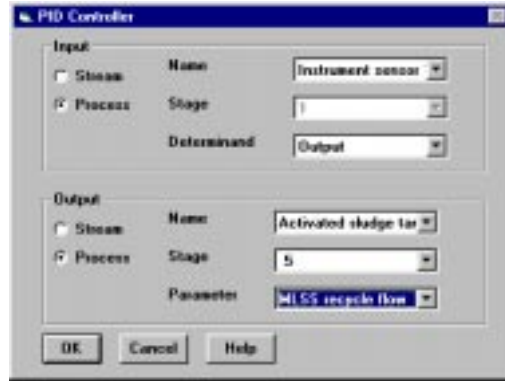 PID Controller
Input
Stream
Process
Name
Instrument sensor
Stage
1
Determinand
Output
Output
Stream
Process
Name
Activated sludge tan
Stage
5
Parameter
MLSS recycle flow
OK
Cancel
Help